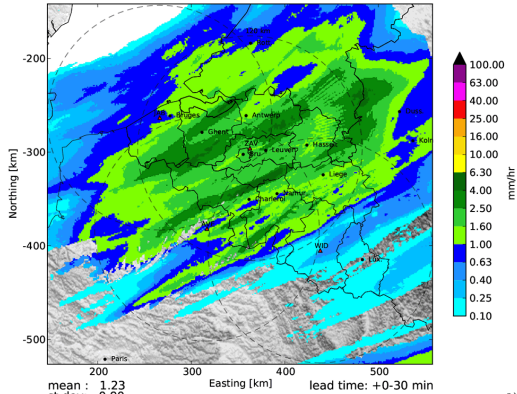 -200
-300
-400
-500
Northing [km]
Bruges
Antwerp
Ghent
ZAV
Leuven
Hasselt
Liege
Namur
Charleroi
WID
Lux
Paris
200
300
400
500
Easting [km]
mean : 1.23
lead time: +0-30 min
100.00
63.00
40.00
25.00
16.00
10.00
6.30
4.00
2.50
1.60
1.00
0.63
0.40
0.25
0.10
mm/hr